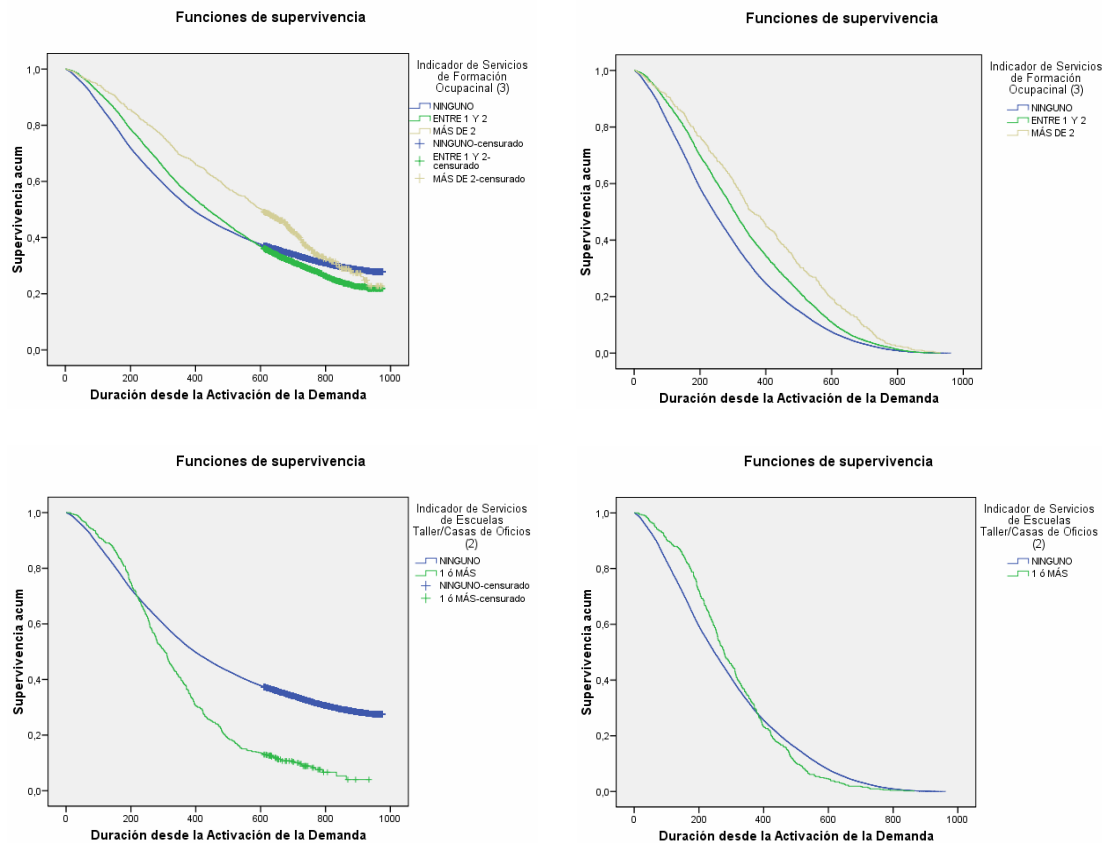 Funciones de supervivencia
Indicador de Servicios
de Formación
Ocupacinal (3)
NINGUNO
ENTRE 1 Y 2
MÁS DE 2
NINGUNO-censurado
ENTRE 1 Y 2-
censurado
MÁS DE 2-censurado
Supervivencia acum
1,0
0,8
0,6
0,4
0,2
0,0
0
200
400
600
800
1000
Duración desde la Activación de la Demanda
Funciones de supervivencia
Indicador de Servicios
de Formación
Ocupacinal (3)
NINGUNO
ENTRE 1 Y 2
MÁS DE 2
Supervivencia acum
1,0
0,8
0,6
0,4
0,2
0,0
0
200
400
600
800
1000
Duración desde la Activación de la Demanda
Funciones de supervivencia
Indicador de Servicios
de Escuelas
Taller/Casas de Oficios
(2)
NINGUNO
1 ó MÁS
NINGUNO-censurado
1 ó MÁS-censurado
Supervivencia acum
1,0
0,8
0,6
0,4
0,2
0,0
0
200
400
600
800
1000
Duración desde la Activación de la Demanda
Funciones de supervivencia
Indicador de Servicios
de Escuelas
Taller/Casas de Oficios
(2)
NINGUNO
1 ó MÁS
Supervivencia acum
1,0
0,8
0,6
0,4
0,2
0,0
0
200
400
600
800
1000
Duración desde la Activación de la Demanda